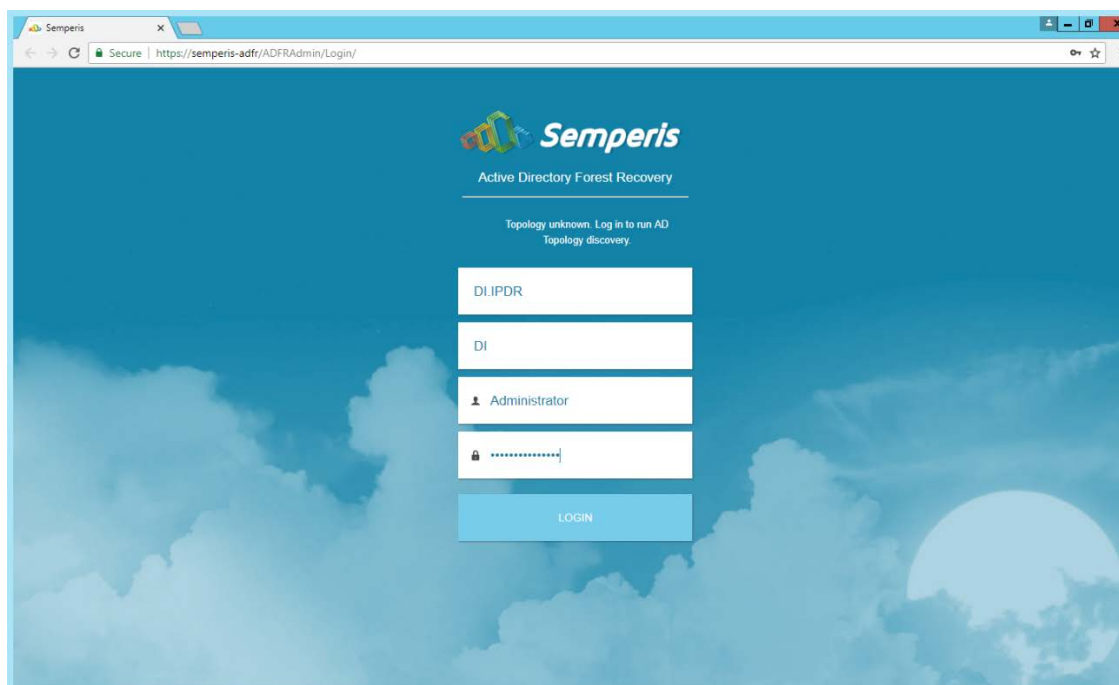 Semperis
Secure | https://semperis-adfr/ADFRAdmin/Login/
Semperis
Active Directory Forest Recovery
Topology unknown. Log in to run AD
Topology discovery.
DI.IPDR
DI
Administrator
LOGIN